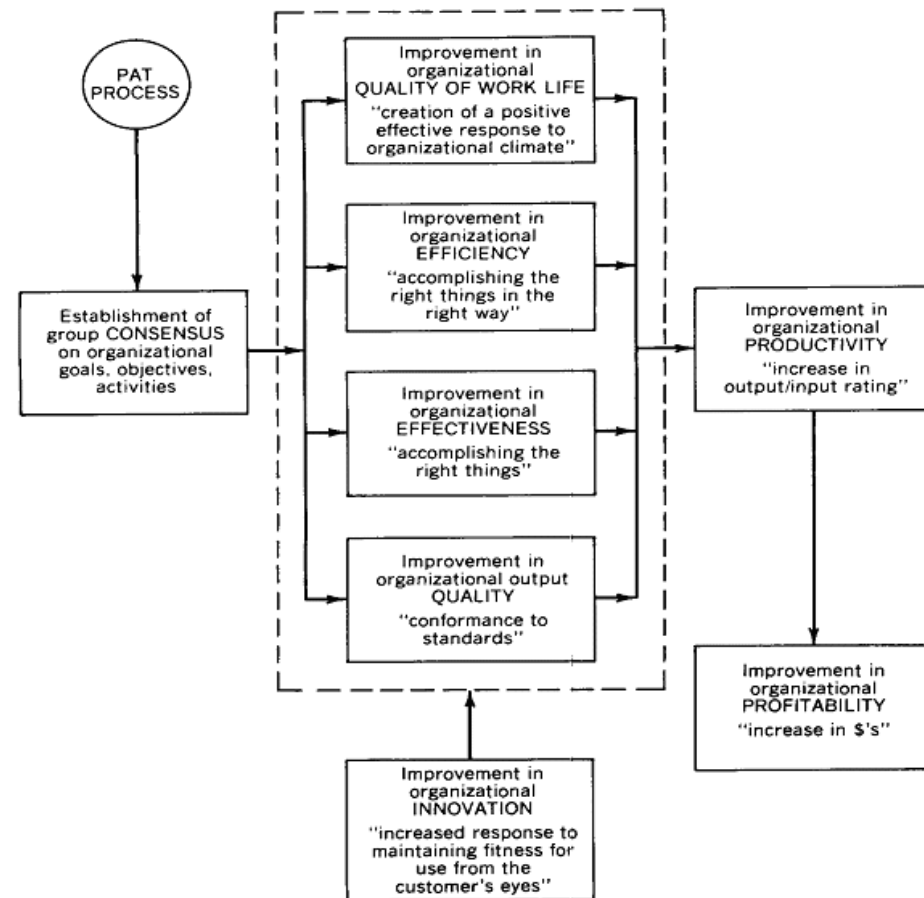 PAT
PROCESS
Establishment of
group CONSENSUS
on organizational
goals, objectives,
activities
Improvement in
organizational
QUALITY OF WORK LIFE
“creation of a positive
effective response to
organizational climate”
Improvement in
organizational
EFFICIENCY
“accomplishing the
right things in the
right way”
Improvement in
organizational
EFFECTIVENESS
“accomplishing the
right things”
Improvement in
organizational output
QUALITY
“conformance to
standards”
Improvement in
organizational
INNOVATION
“increased response to
maintaining fitness for
use from the
customer’s eyes”
Improvement in
organizational
PRODUCTIVITY
“increase in
output/input rating”
Improvement in
organizational
PROFITABILITY
“increase in $’s”